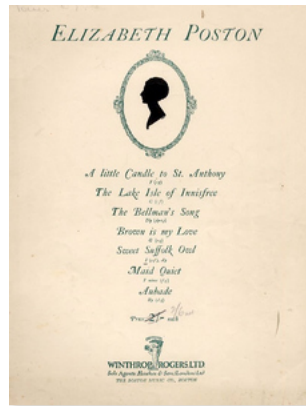 ELIZABETH POSTON
A little Candle to St. Anthony
The Lake Isle of Innisfree
The Bellman's Song
Brown is my Love
Sweet Suffolk Owl
Maid Quiet
Aubade
each
WINTHROP ROGERS, LTD
THE BOSTON MUSIC CO., BOSTON